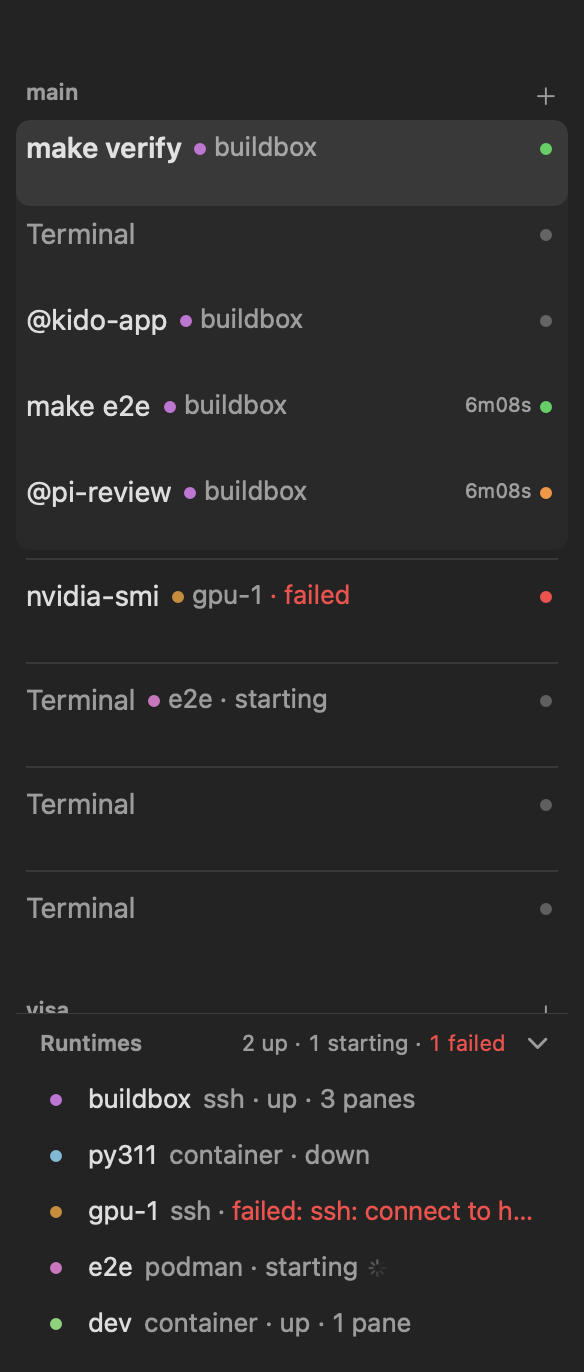 main +
make verify buildbox
Terminal
@kido-app buildbox
make e2e buildbox 6m08s
@pi-review buildbox 6m08s
nvidia-smi gpu-1 · failed
Terminal e2e · starting
Terminal
Terminal
visa
Runtimes 2 up · 1 starting · 1 failed
buildbox ssh · up · 3 panes
py311 container · down
gpu-1 ssh · failed: ssh: connect to h...
e2e podman · starting
dev container · up · 1 pane